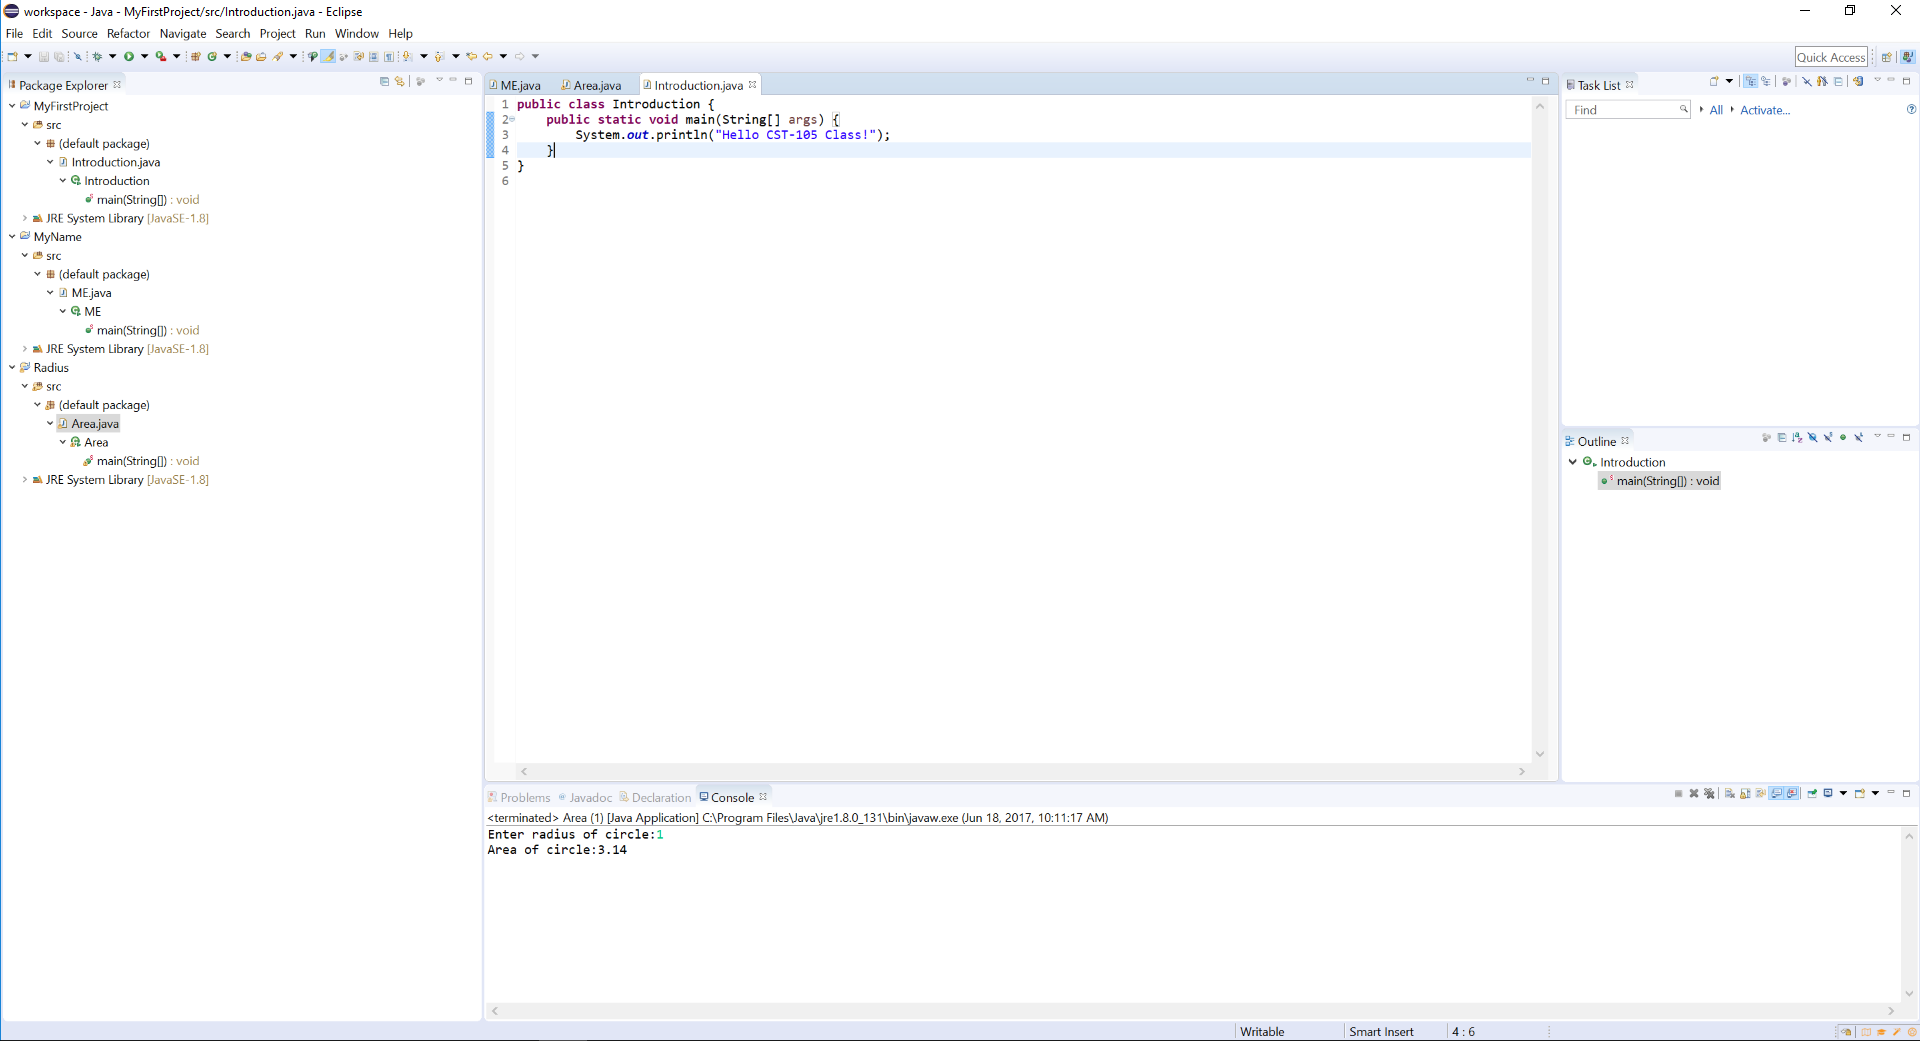 workspace - Java - MyFirstProject/src/Introduction.java - Eclipse
File Edit Source Refactor Navigate Search Project Run Window Help
Quick Access
Package Explorer
MyFirstProject
src
(default package)
Introduction.java
Introduction
main(String[]) : void
JRE System Library [JavaSE-1.8]
MyName
src
(default package)
ME.java
ME
main(String[]) : void
JRE System Library [JavaSE-1.8]
Radius
src
(default package)
Area.java
Area
main(String[]) : void
JRE System Library [JavaSE-1.8]
ME.java Area.java Introduction.java
1 public class Introduction {
2 public static void main(String[] args) {
3 System.out.println("Hello CST-105 Class!");
4 }
5 }
6
Task List
Find All Activate...
Outline
Introduction
main(String[]) : void
Problems Javadoc Declaration Console
<terminated> Area (1) [Java Application] C:\Program Files\Java\jre1.8.0_131\bin\javaw.exe (Jun 18, 2017, 10:11:17 AM)
Enter radius of circle:1
Area of circle:3.14
Writable Smart Insert 4 : 6